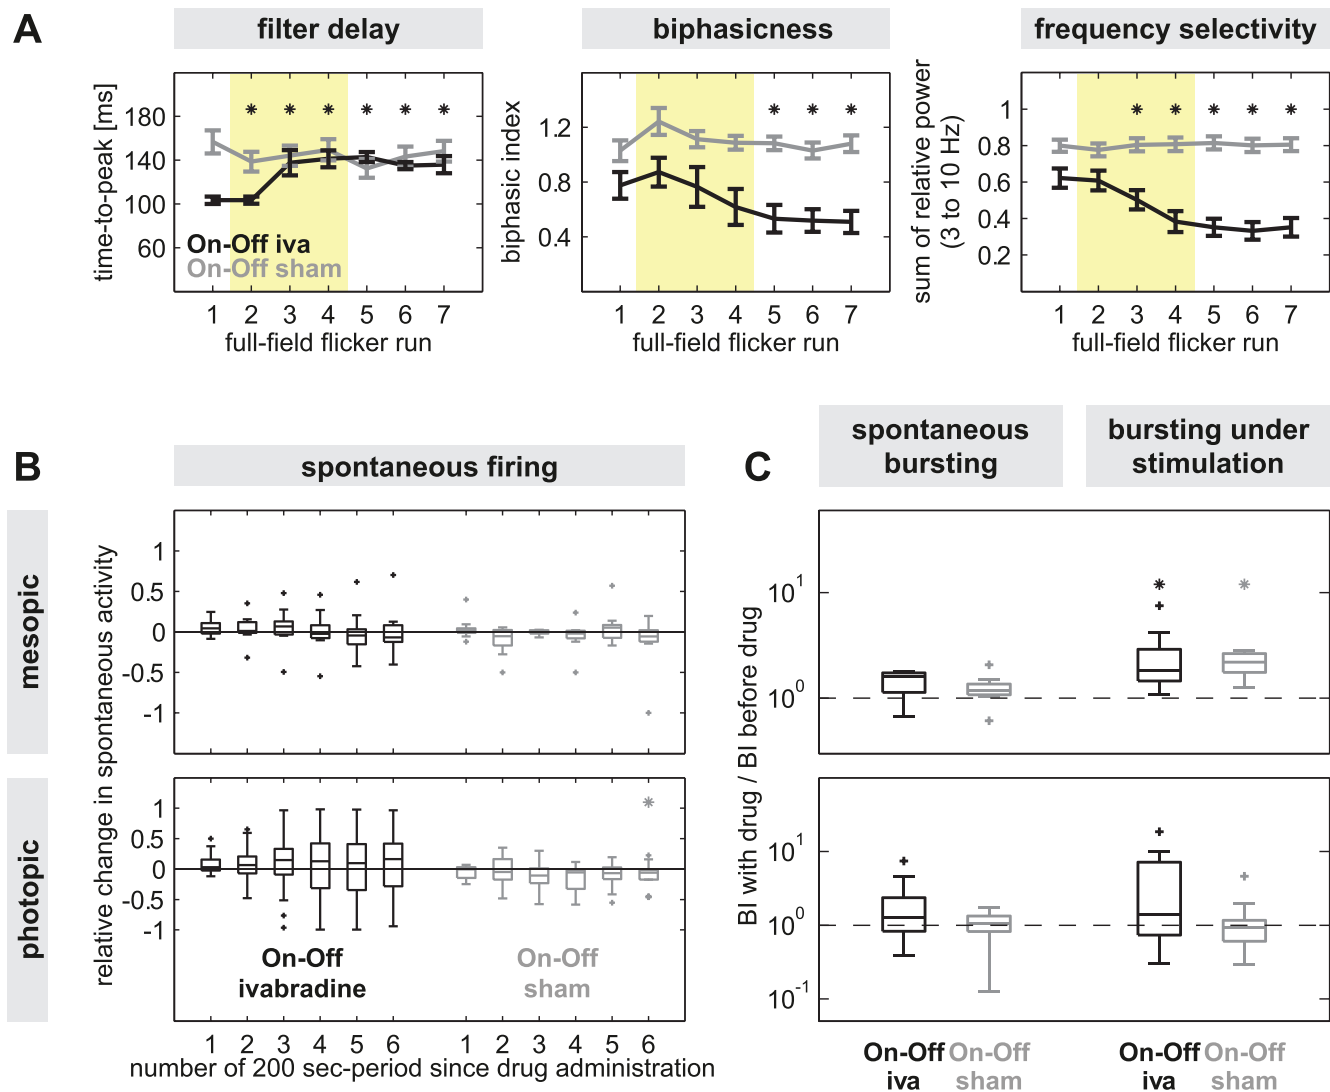 A
filter delay
biphasicness
frequency selectivity
time-to-peak [ms]
180
140
100
60
* * * * * *
On-Off iva
On-Off sham
1 2 3 4 5 6 7
full-field flicker run
biphasic index
1.2
0.8
0.4
* * *
1 2 3 4 5 6 7
full-field flicker run
sum of relative power
(3 to 10 Hz)
1
0.8
0.6
0.4
0.2
* * * * *
1 2 3 4 5 6 7
full-field flicker run
B
spontaneous firing
mesopic
photopic
relative change in spontaneous activity
1
0.5
0
-0.5
-1
1
0.5
0
-0.5
-1
*
On-Off
ivabradine
On-Off
sham
1 2 3 4 5 6 1 2 3 4 5 6
number of 200 sec-period since drug administration
C
spontaneous
bursting
bursting under
stimulation
BI with drug / BI before drug
* *
10^1
10^0
10^1
10^0
10^-1
On-Off
iva
On-Off
sham
On-Off
iva
On-Off
sham